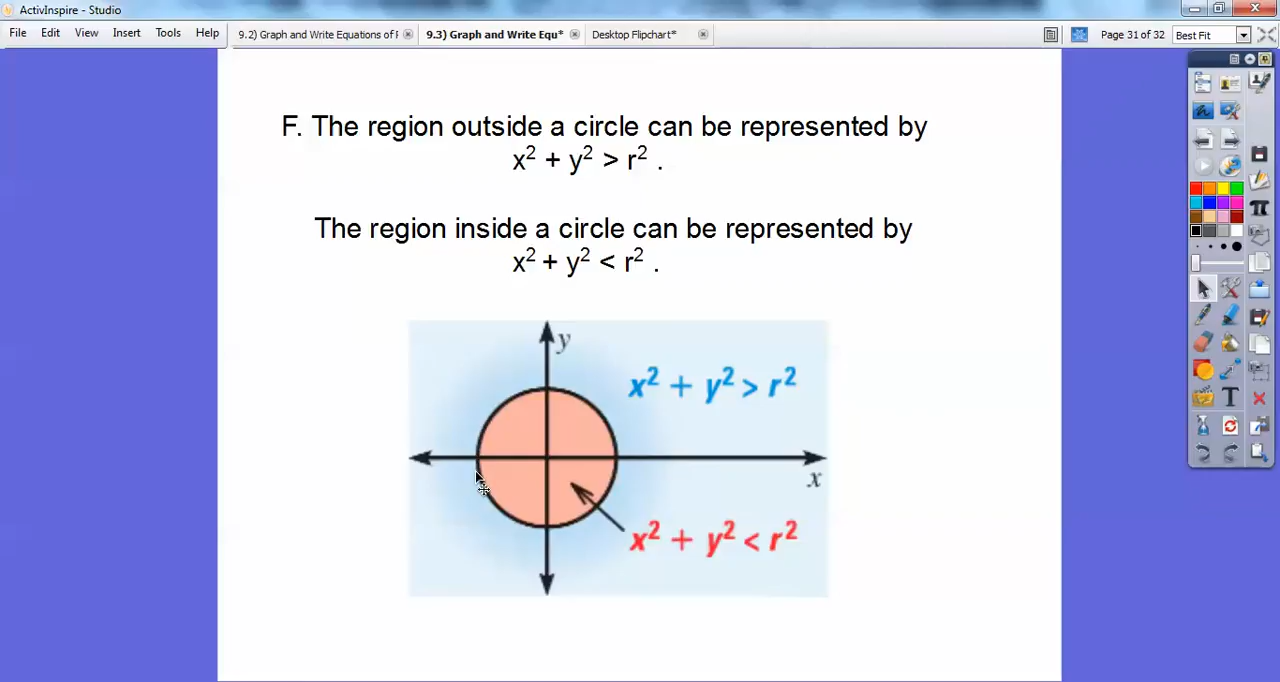 ActivInspire - Studio
File Edit View Insert Tools Help
9.2) Graph and Write Equations of F
9.3) Graph and Write Equ*
Desktop Flipchart*
Page 31 of 32
Best Fit
F. The region outside a circle can be represented by
x² + y² > r² .
The region inside a circle can be represented by
x² + y² < r² .
y
x² + y² > r²
x
x² + y² < r²